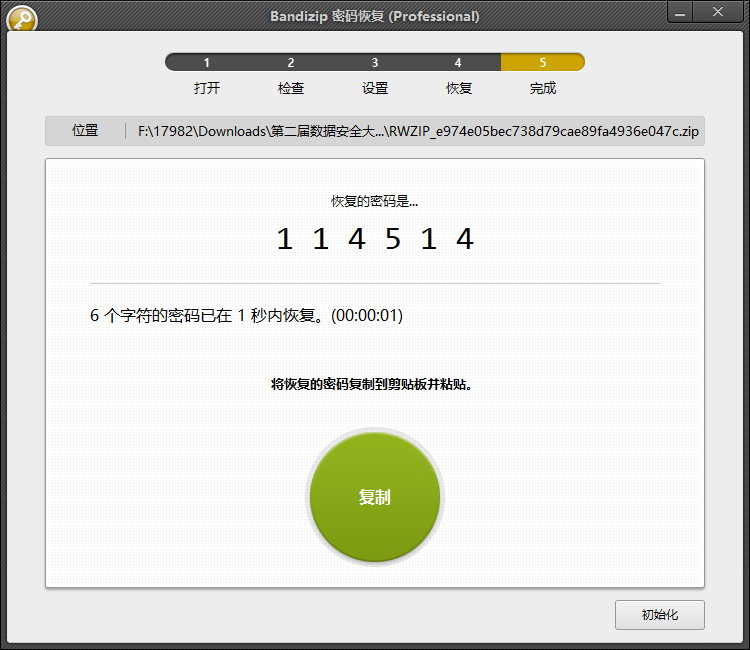 Bandizip 密码恢复 (Professional)
1 2 3 4 5
打开 检查 设置 恢复 完成
位置 F:\17982\Downloads\第二届数据安全大...\RWZIP_e974e05bec738d79cae89fa4936e047c.zip
恢复的密码是...
1 1 4 5 1 4
6 个字符的密码已在 1 秒内恢复。(00:00:01)
将恢复的密码复制到剪贴板并粘贴。
复制
初始化